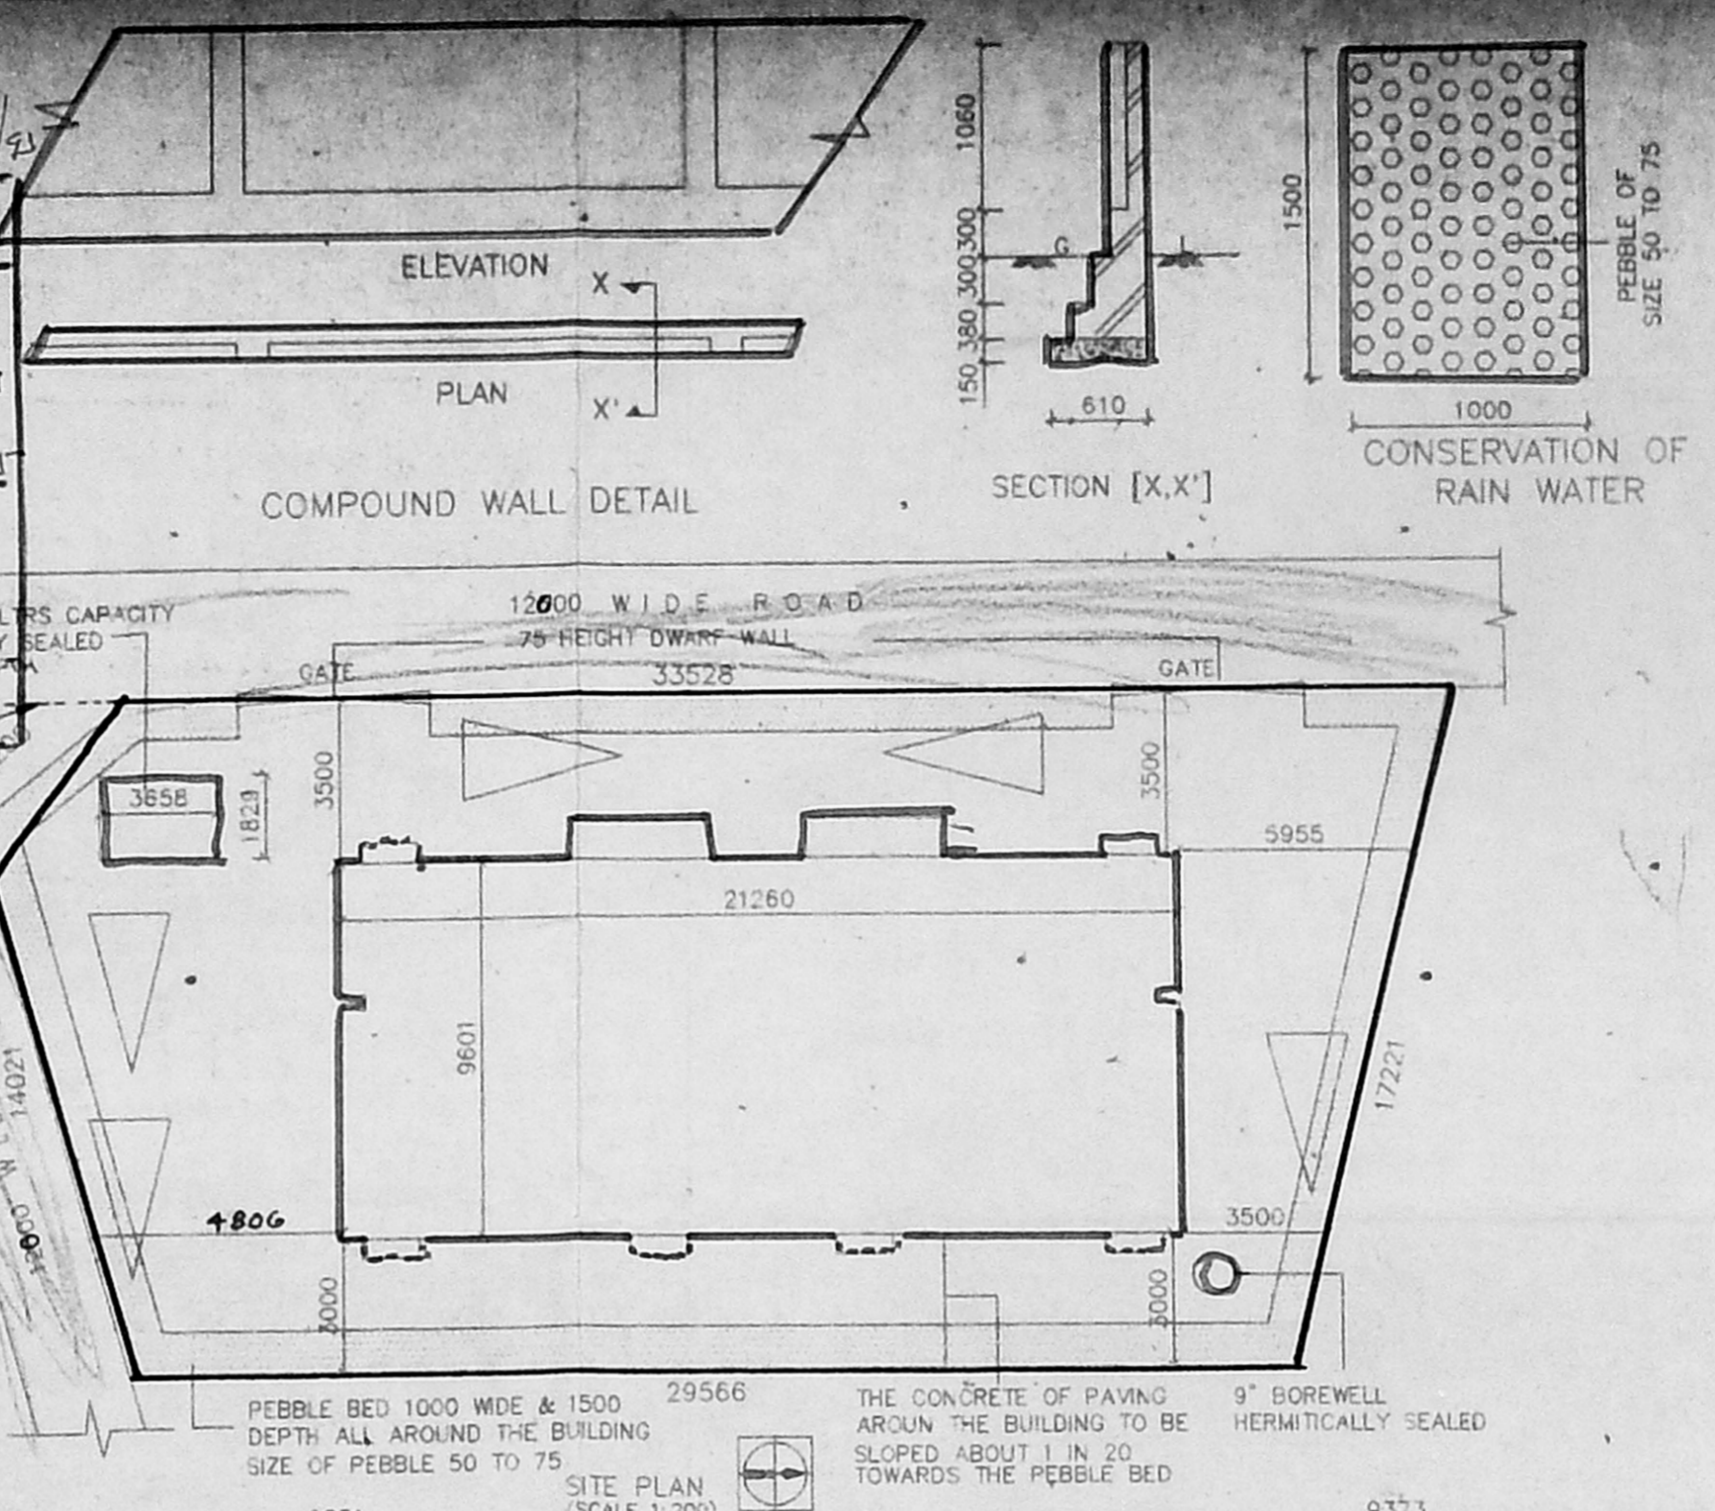 1060
300
300
380
150
G
L
610
SECTION [X,X']
1500
PEBBLE OF
SIZE 50 TO 75
1000
CONSERVATION OF
RAIN WATER
ELEVATION
X
PLAN
X'
COMPOUND WALL DETAIL
LTRS CAPACITY
SEALED
12000 WIDE ROAD
75 HEIGHT DWARF WALL
GATE
33528
GATE
3658
1829
3500
3500
5955
21260
9601
14021
17221
12000
4806
3500
3000
3000
29566
PEBBLE BED 1000 WIDE & 1500
DEPTH ALL AROUND THE BUILDING
SIZE OF PEBBLE 50 TO 75
THE CONCRETE OF PAVING
AROUN THE BUILDING TO BE
SLOPED ABOUT 1 IN 20
TOWARDS THE PEBBLE BED
9" BOREWELL
HERMITICALLY SEALED
SITE PLAN
(SCALE 1:200)